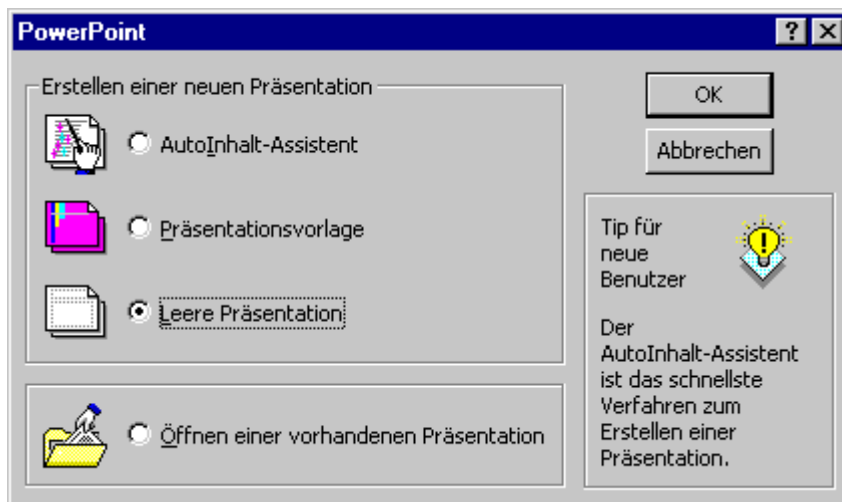 PowerPoint
Erstellen einer neuen Präsentation
AutoInhalt-Assistent
Präsentationsvorlage
Leere Präsentation
Öffnen einer vorhandenen Präsentation
OK
Abbrechen
Tip für
neue
Benutzer
Der
AutoInhalt-Assistent
ist das schnellste
Verfahren zum
Erstellen einer
Präsentation.